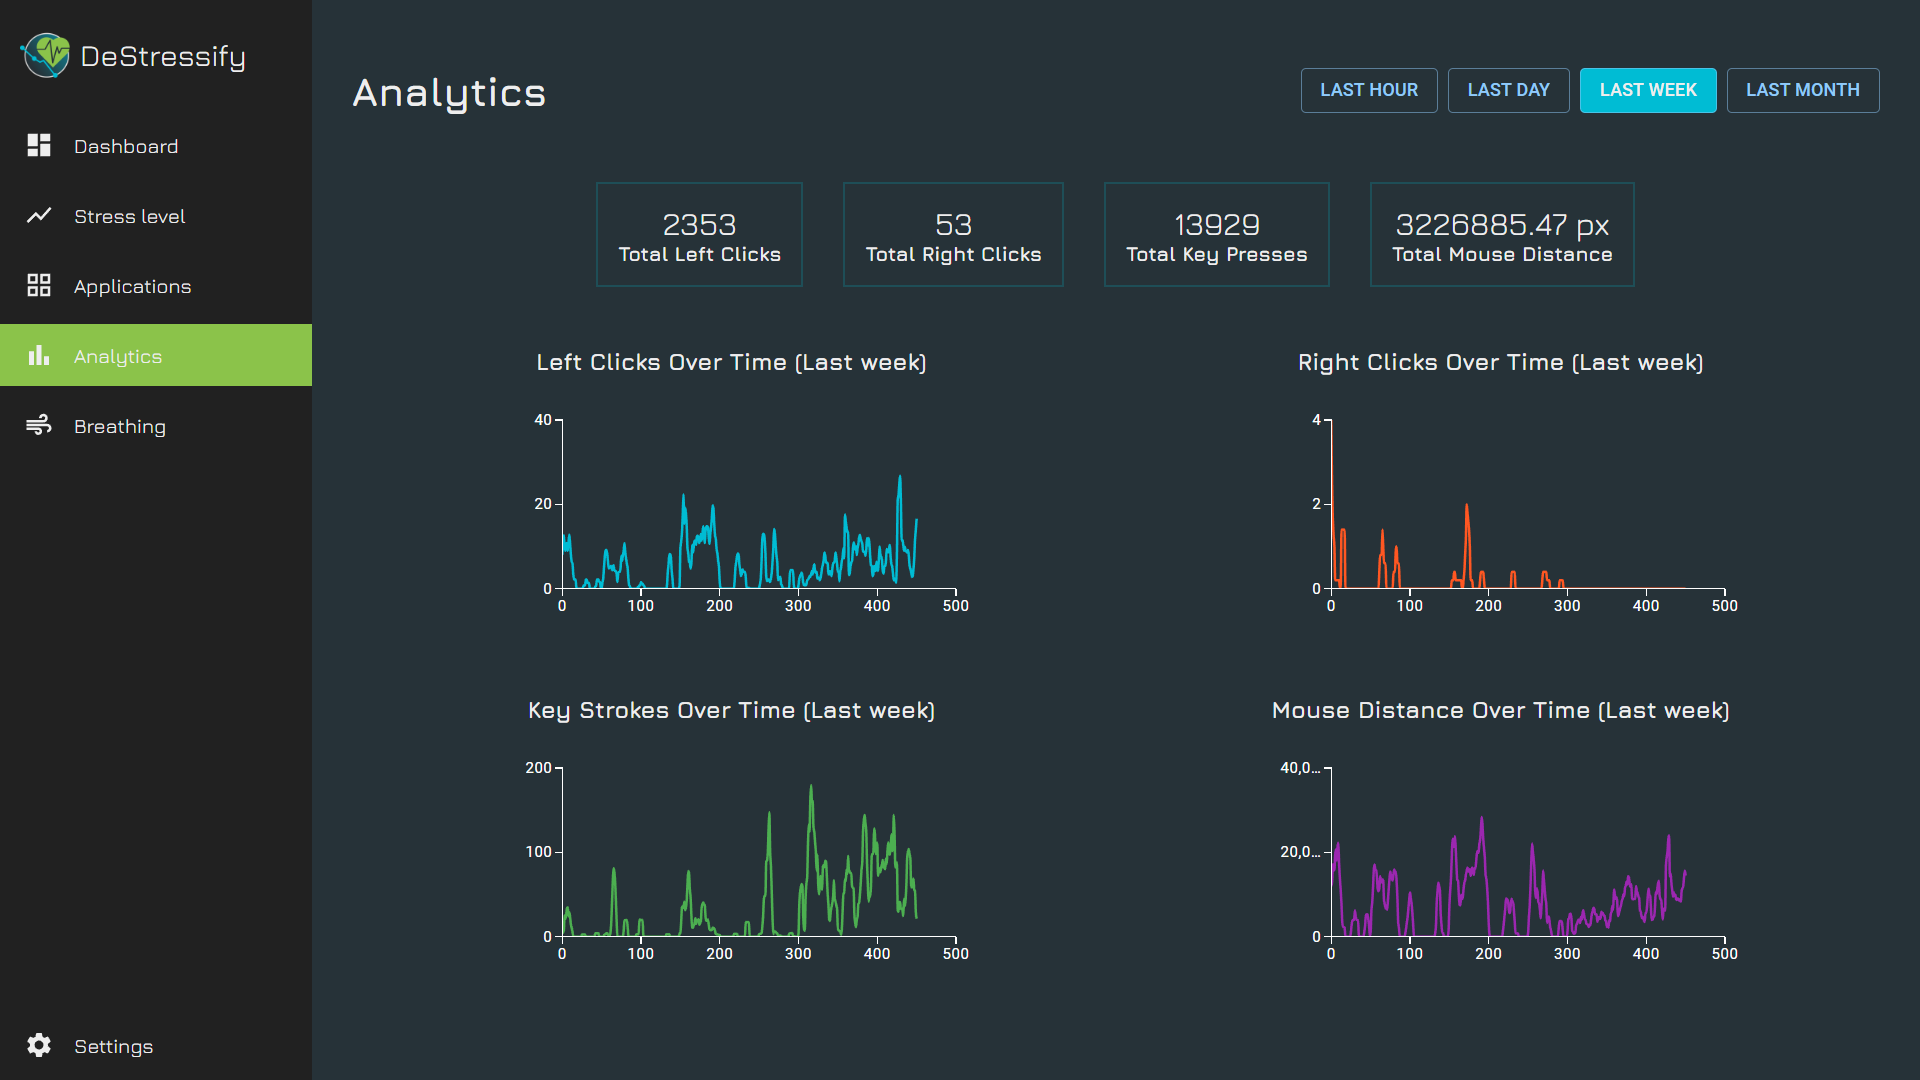 DeStressify
Dashboard
Stress level
Applications
Analytics
Breathing
Settings
Analytics
LAST HOUR
LAST DAY
LAST WEEK
LAST MONTH
2353
Total Left Clicks
53
Total Right Clicks
13929
Total Key Presses
3226885.47 px
Total Mouse Distance
Left Clicks Over Time (Last week)
40
20
0
0 100 200 300 400 500
Right Clicks Over Time (Last week)
4
2
0
0 100 200 300 400 500
Key Strokes Over Time (Last week)
200
100
0
0 100 200 300 400 500
Mouse Distance Over Time (Last week)
40,0...
20,0...
0
0 100 200 300 400 500